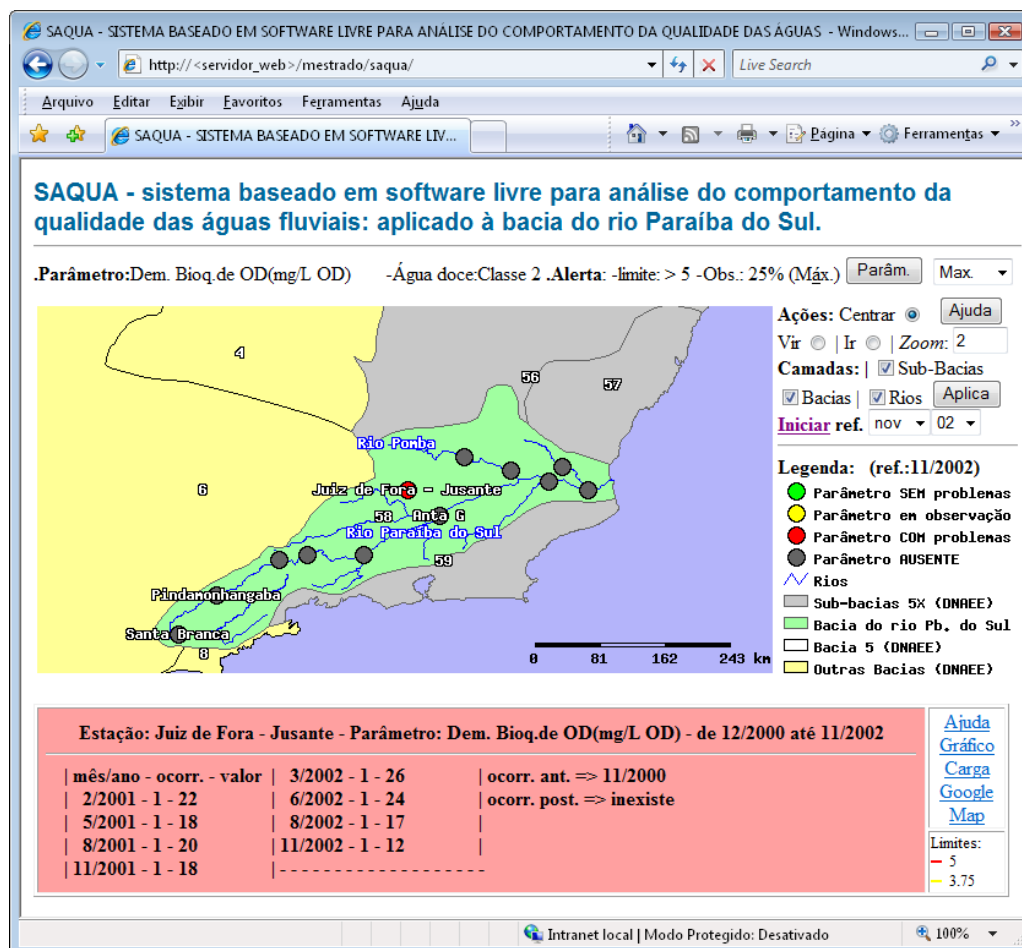 SAQUA - SISTEMA BASEADO EM SOFTWARE LIVRE PARA ANÁLISE DO COMPORTAMENTO DA QUALIDADE DAS ÁGUAS - Windows...
http://<servidor_web>/mestrado/saqua/
Live Search
Arquivo Editar Exibir Favoritos Ferramentas Ajuda
SAQUA - SISTEMA BASEADO EM SOFTWARE LIV...
Página Ferramentas »
SAQUA - sistema baseado em software livre para análise do comportamento da
qualidade das águas fluviais: aplicado à bacia do rio Paraíba do Sul.
.Parâmetro:Dem. Bioq.de OD(mg/L OD) -Água doce:Classe 2 .Alerta: -limite: > 5 -Obs.: 25% (Máx.) Parâm. Max.
Ações: Centrar Ajuda
Vir | Ir | Zoom: 2
Camadas: | Sub-Bacias
Bacias | Rios Aplica
Iniciar ref. nov 02
4
56
57
Rio Pomba
6
Juiz de Fora - Jusante
58
Anta G
Rio Paraíba do Sul
59
Pindamonhangaba
Santa Branca
8
0 81 162 243 km
Legenda: (ref.:11/2002)
Parâmetro SEM problemas
Parâmetro em observação
Parâmetro COM problemas
Parâmetro AUSENTE
Rios
Sub-bacias 5X (DNAEE)
Bacia do rio Pb. do Sul
Bacia 5 (DNAEE)
Outras Bacias (DNAEE)
Estação: Juiz de Fora - Jusante - Parâmetro: Dem. Bioq.de OD(mg/L OD) - de 12/2000 até 11/2002
|mês/ano - ocorr. - valor | 3/2002 - 1 - 26 |ocorr. ant. => 11/2000
| 2/2001 - 1 - 22 | 6/2002 - 1 - 24 |ocorr. post. => inexiste
| 5/2001 - 1 - 18 | 8/2002 - 1 - 17 |
| 8/2001 - 1 - 20 |11/2002 - 1 - 12 |
|11/2001 - 1 - 18 |- - - - - - - - - - - - - - - - - - -
Ajuda
Gráfico
Carga
Google
Map
Limites:
5
3.75
Intranet local | Modo Protegido: Desativado
100%